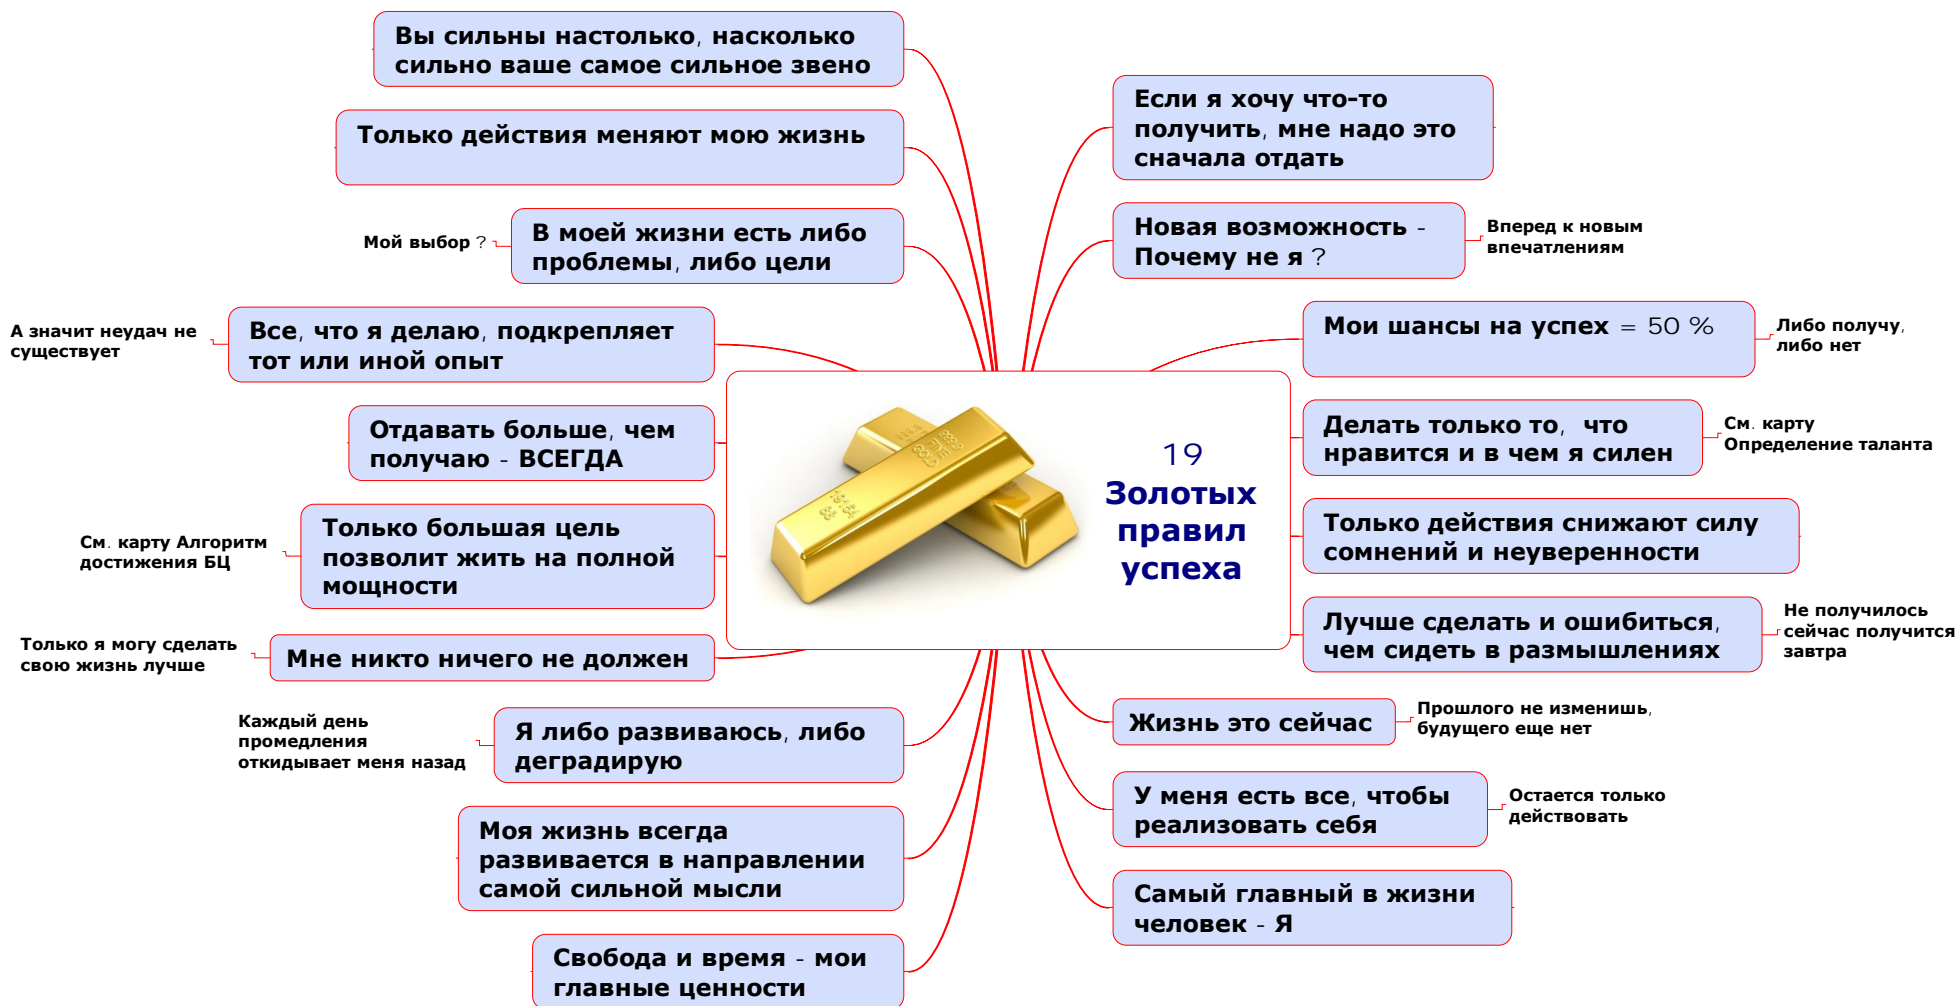 19
Золотых
правил
успеха
Если я хочу что-то
получить, мне надо это
сначала отдать
Новая возможность -
Почему не я ?
Вперед к новым
впечатлениям
Мои шансы на успех = 50 %
Либо получу,
либо нет
Делать только то, что
нравится и в чем я силен
См. карту
Определение таланта
Только действия снижают силу
сомнений и неуверенности
Лучше сделать и ошибиться,
чем сидеть в размышлениях
Не получилось
сейчас получится
завтра
Жизнь это сейчас
Прошлого не изменишь,
будущего еще нет
У меня есть все, чтобы
реализовать себя
Остается только
действовать
Самый главный в жизни
человек - Я
Свобода и время - мои
главные ценности
Моя жизнь всегда
развивается в направлении
самой сильной мысли
Я либо развиваюсь, либо
деградирую
Каждый день
промедления
откидывает меня назад
Мне никто ничего не должен
Только я могу сделать
свою жизнь лучше
Только большая цель
позволит жить на полной
мощности
См. карту Алгоритм
достижения БЦ
Отдавать больше, чем
получаю - ВСЕГДА
Все, что я делаю, подкрепляет
тот или иной опыт
А значит неудач не
существует
В моей жизни есть либо
проблемы, либо цели
Мой выбор ?
Только действия меняют мою жизнь
Вы сильны настолько, насколько
сильно ваше самое сильное звено
FINE
GOLD